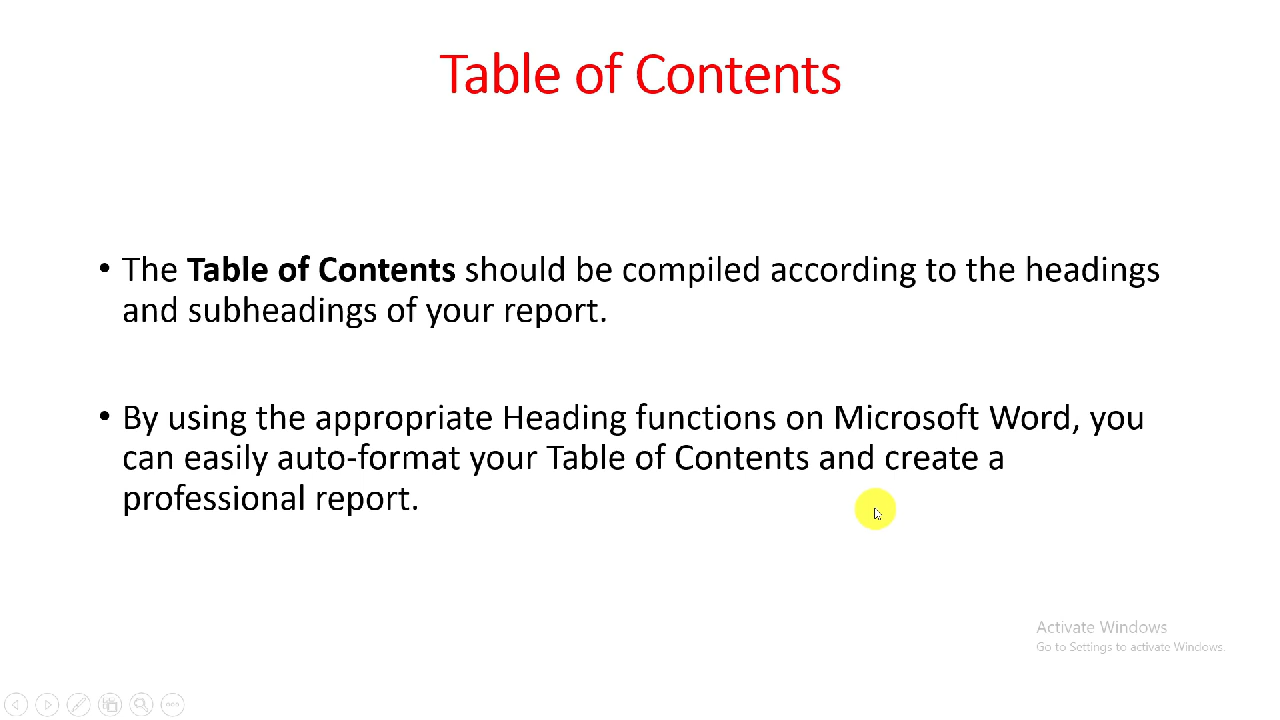 Table of Contents
• The Table of Contents should be compiled according to the headings
and subheadings of your report.
• By using the appropriate Heading functions on Microsoft Word, you
can easily auto-format your Table of Contents and create a
professional report.
Activate Windows
Go to Settings to activate Windows.